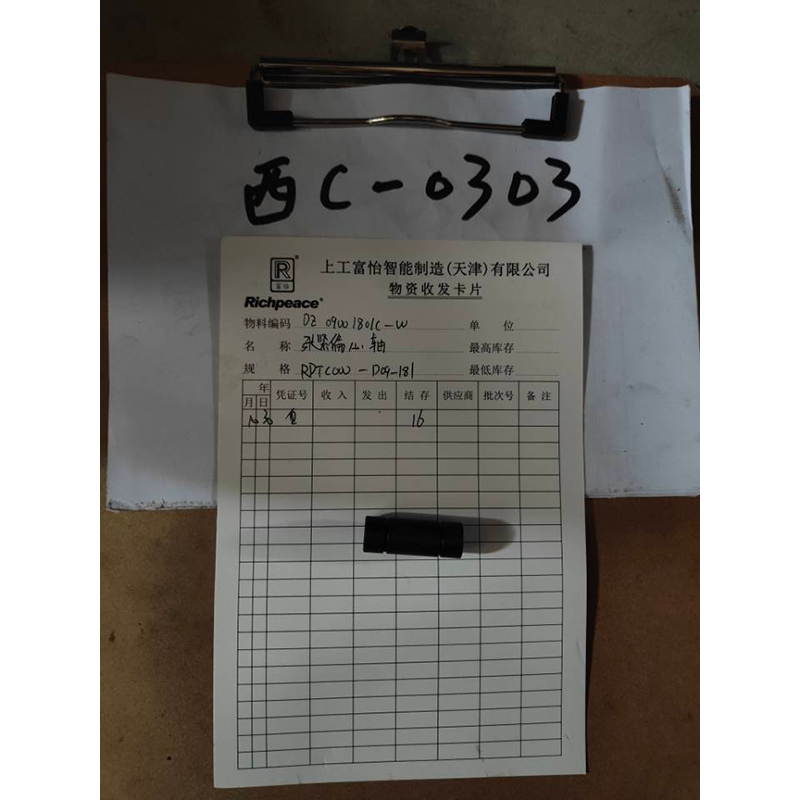 西C-0303
R
富怡
Richpeace®
上工富怡智能制造(天津)有限公司
物资收发卡片
物料编码 DZ 09001801C-W 单 位
名 称 张紧偏心轴 最高库存
规 格 RDTC000-D09-181 最低库存
年 凭证号 收入 发出 结存 供应商 批次号 备注
月 日
16